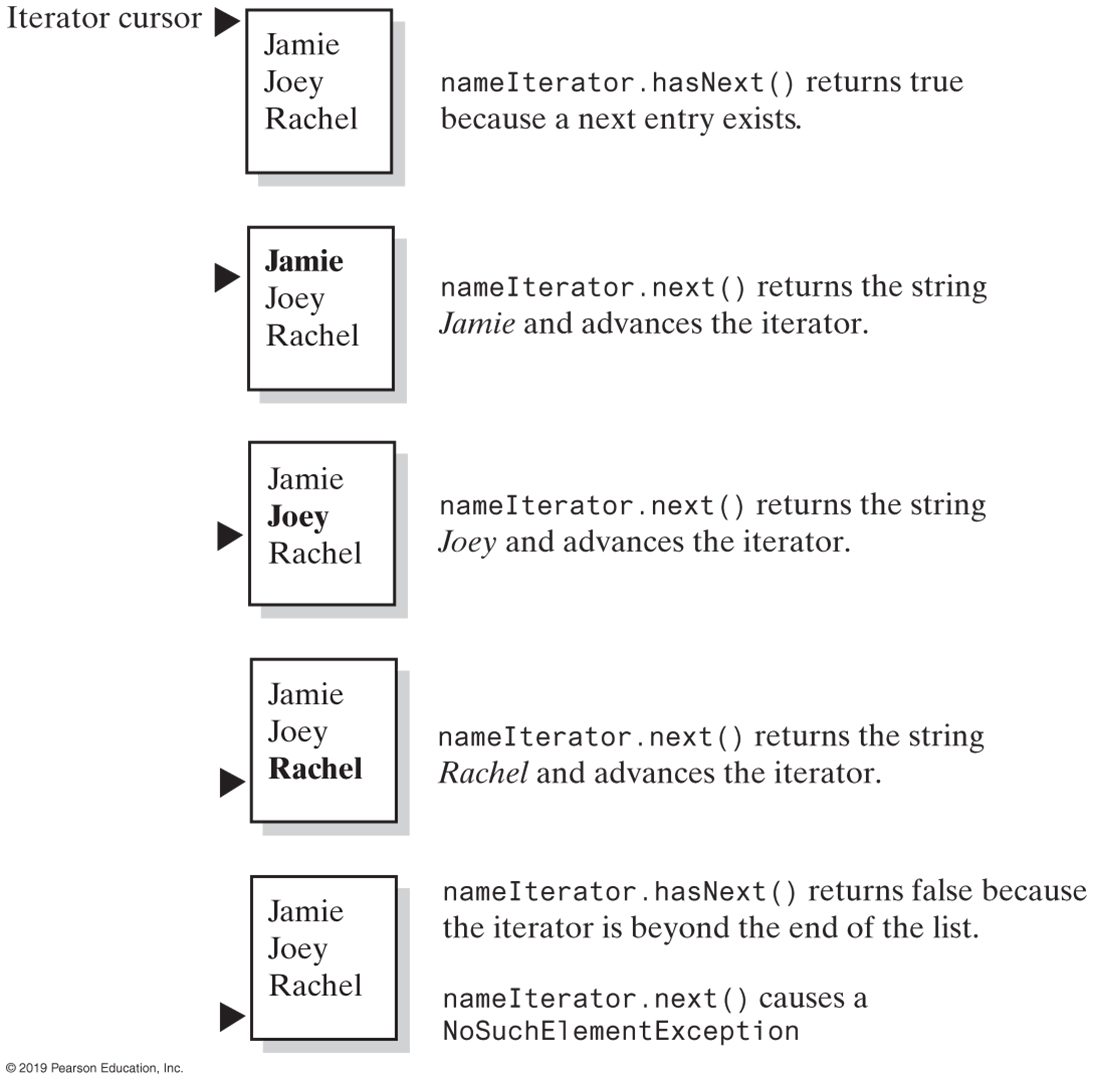 Iterator cursor
Jamie
Joey
Rachel
nameIterator.hasNext() returns true
because a next entry exists.
Jamie
Joey
Rachel
nameIterator.next() returns the string
Jamie and advances the iterator.
Jamie
Joey
Rachel
nameIterator.next() returns the string
Joey and advances the iterator.
Jamie
Joey
Rachel
nameIterator.next() returns the string
Rachel and advances the iterator.
Jamie
Joey
Rachel
nameIterator.hasNext() returns false because
the iterator is beyond the end of the list.
nameIterator.next() causes a
NoSuchElementException
© 2019 Pearson Education, Inc.